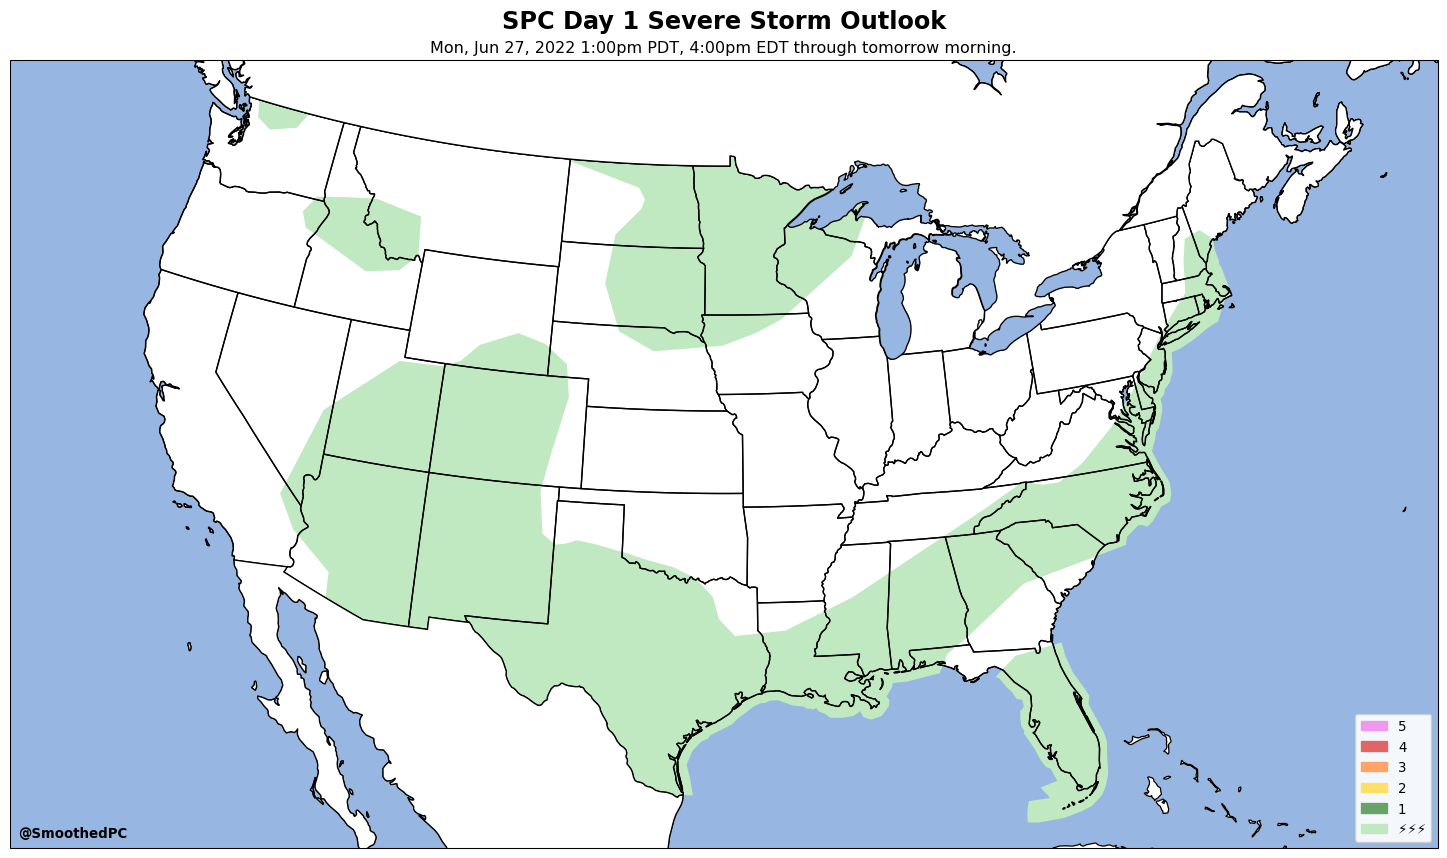 SPC Day 1 Severe Storm Outlook
Mon, Jun 27, 2022 1:00pm PDT, 4:00pm EDT through tomorrow morning.
5
4
3
2
1
⚡⚡⚡
@SmoothedPC